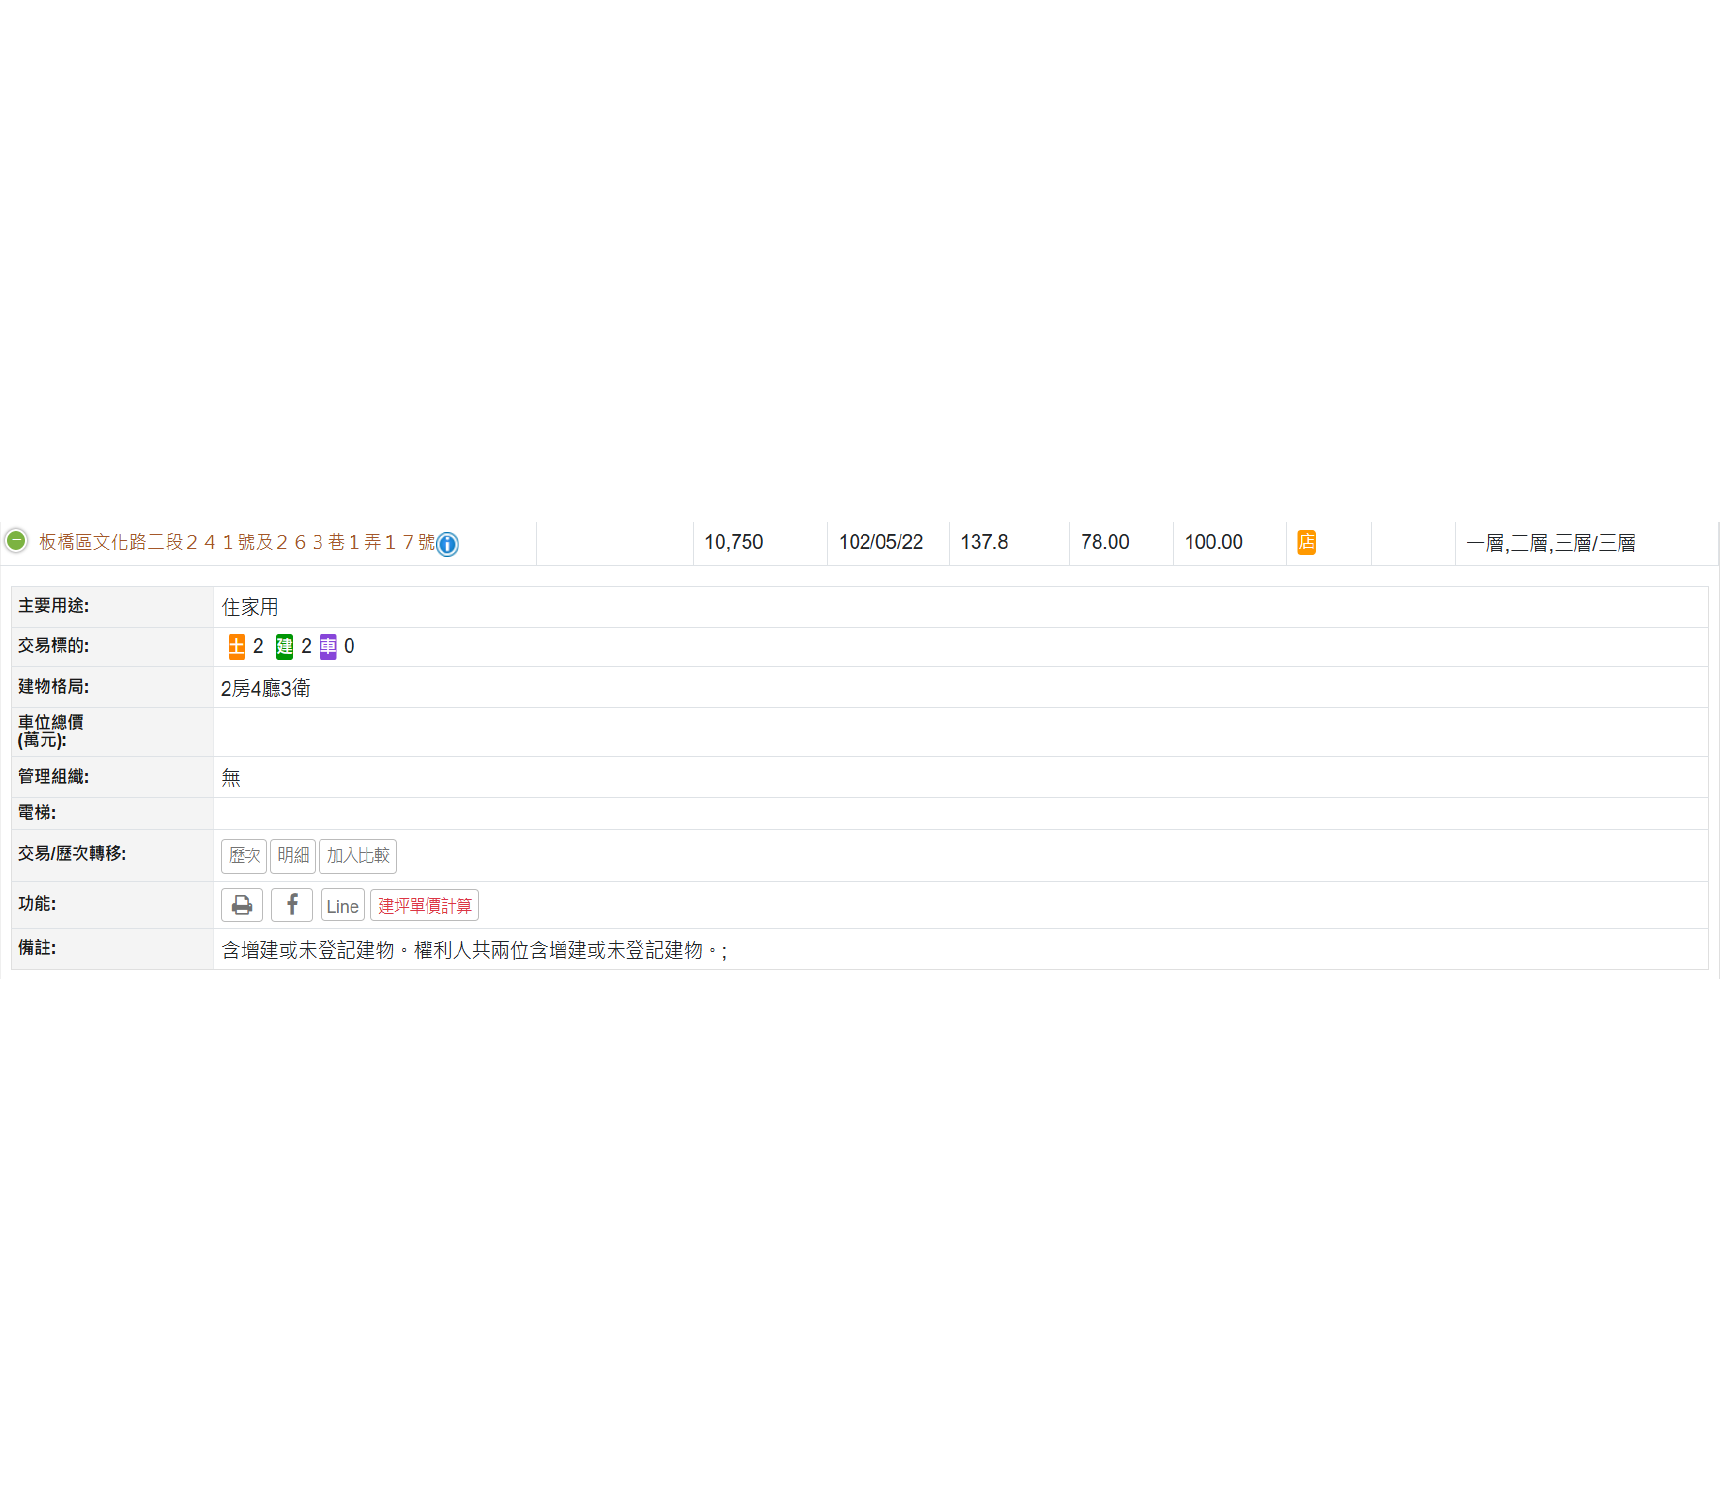 板橋區文化路二段２４１號及２６３巷１弄１７號 10,750 102/05/22 137.8 78.00 100.00 店 一層,二層,三層/三層
主要用途: 住家用
交易標的: 土 2 建 2 車 0
建物格局: 2房4廳3衛
車位總價
(萬元):
管理組織: 無
電梯:
交易/歷次轉移: 歷次 明細 加入比較
功能: Line 建坪單價計算
備註: 含增建或未登記建物。權利人共兩位含增建或未登記建物。;